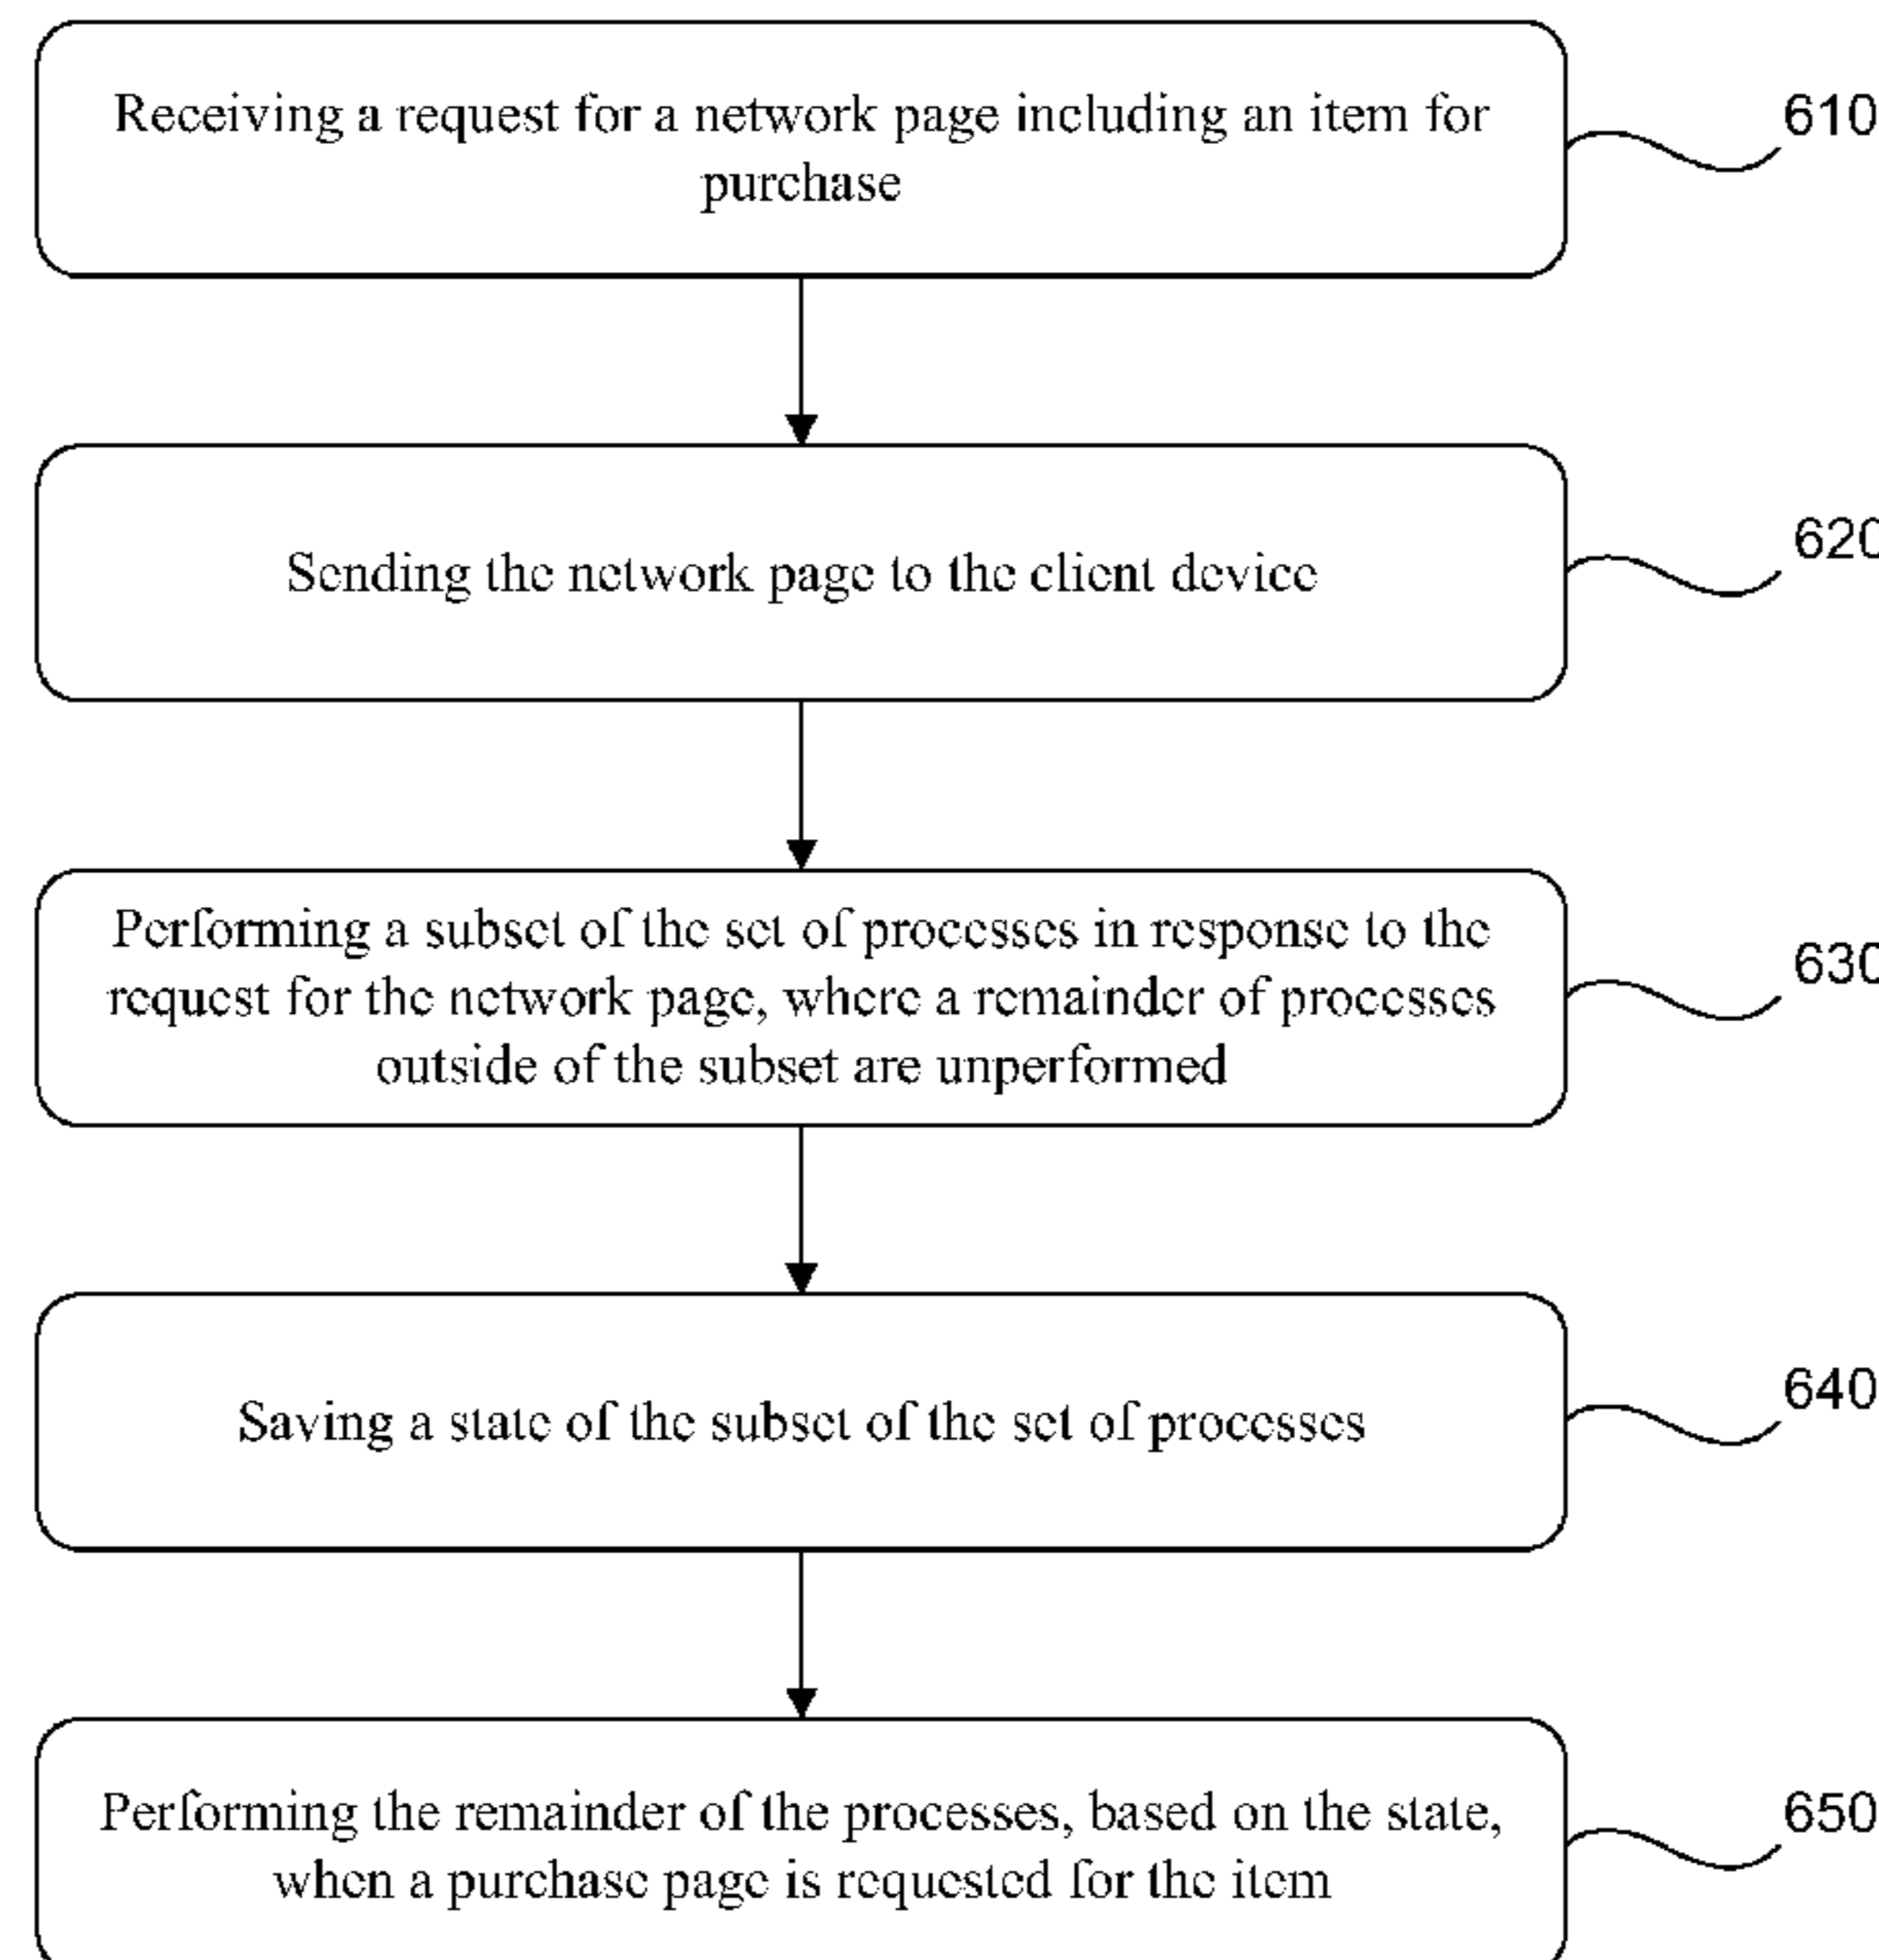 Receiving a request for a network page including an item for
purchase
610
Sending the network page to the client device
620
Performing a subset of the set of processes in response to the
request for the network page, where a remainder of processes
outside of the subset are unperformed
630
Saving a state of the subset of the set of processes
640
Performing the remainder of the processes, based on the state,
when a purchase page is requested for the item
650